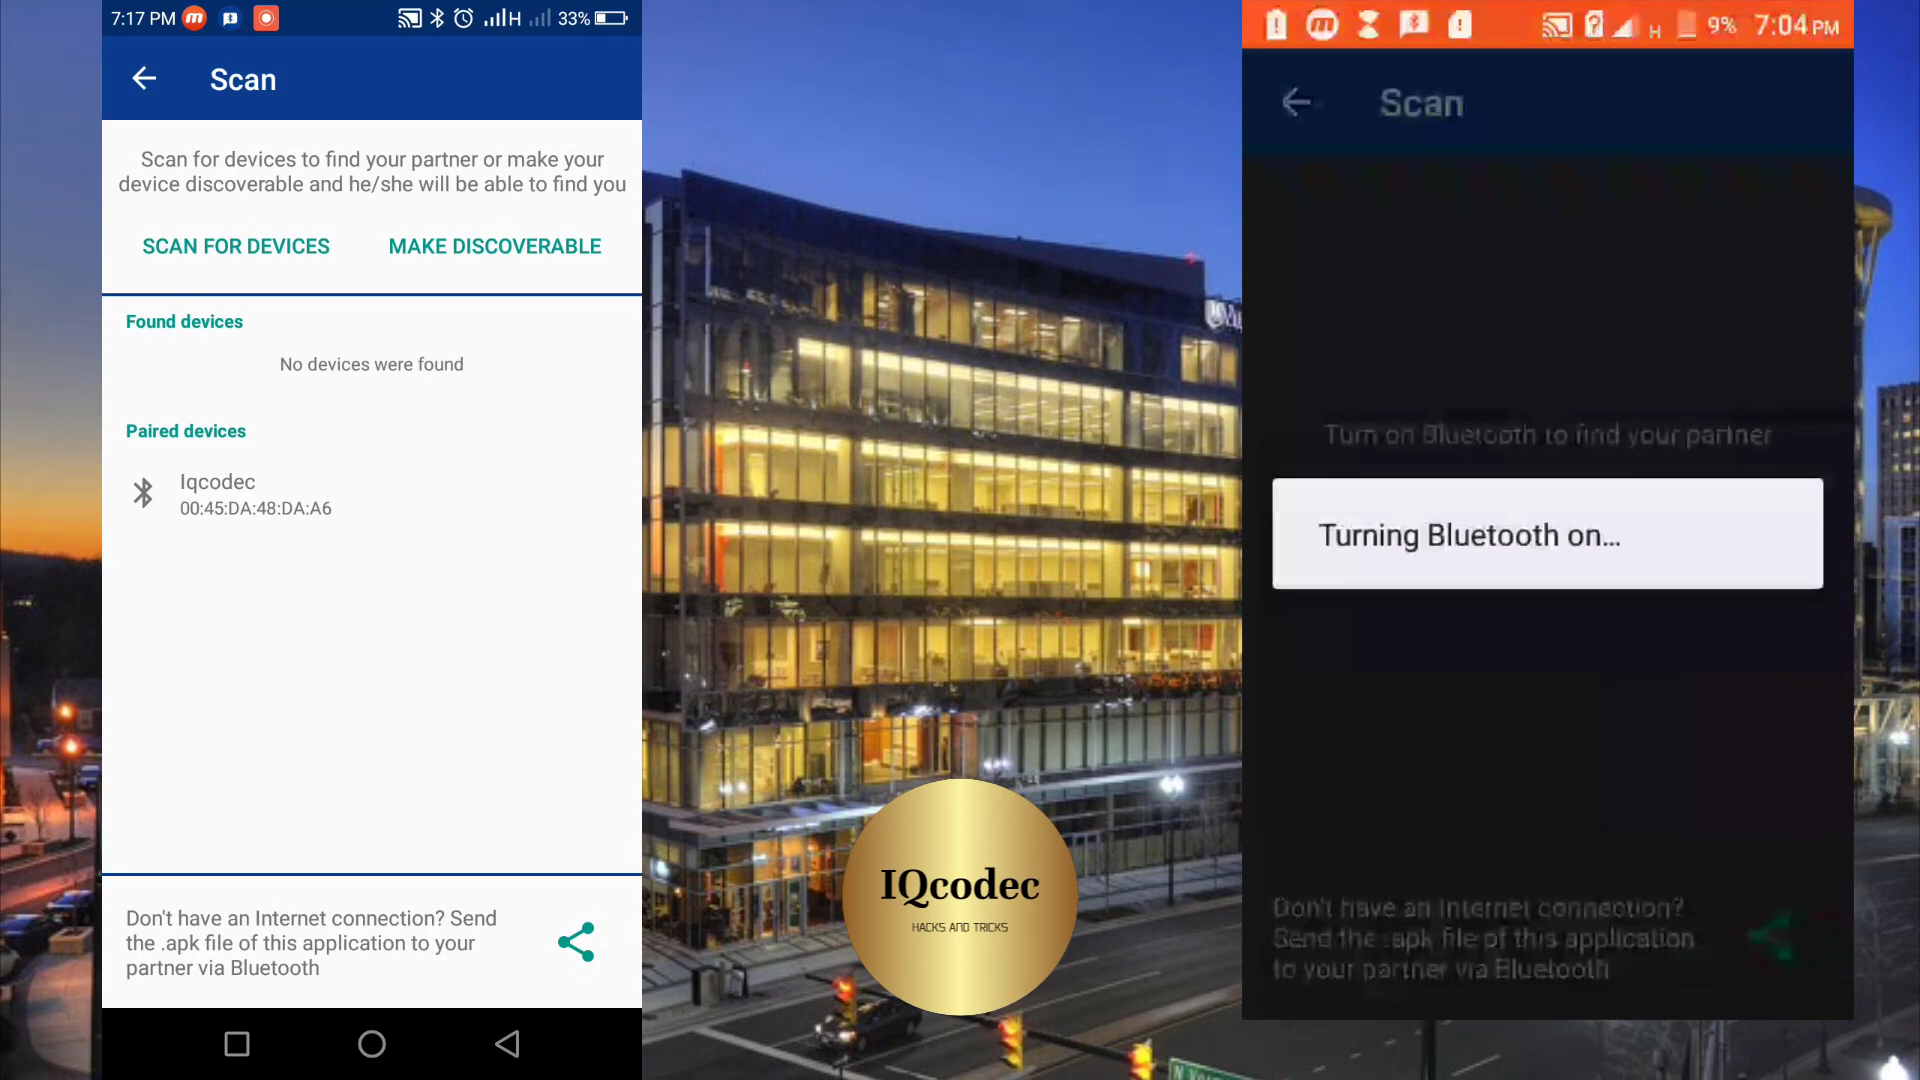 7:17 PM
H
33%
Scan
Scan for devices to find your partner or make your
device discoverable and he/she will be able to find you
SCAN FOR DEVICES
MAKE DISCOVERABLE
Found devices
No devices were found
Paired devices
Iqcodec
00:45:DA:48:DA:A6
Don't have an Internet connection? Send
the .apk file of this application to your
partner via Bluetooth
IQcodec
HACKS AND TRICKS
H
9%
7:04 PM
Scan
Turn on Bluetooth to find your partner
Turning Bluetooth on...
Don't have an Internet connection?
Send the .apk file of this application
to your partner via Bluetooth